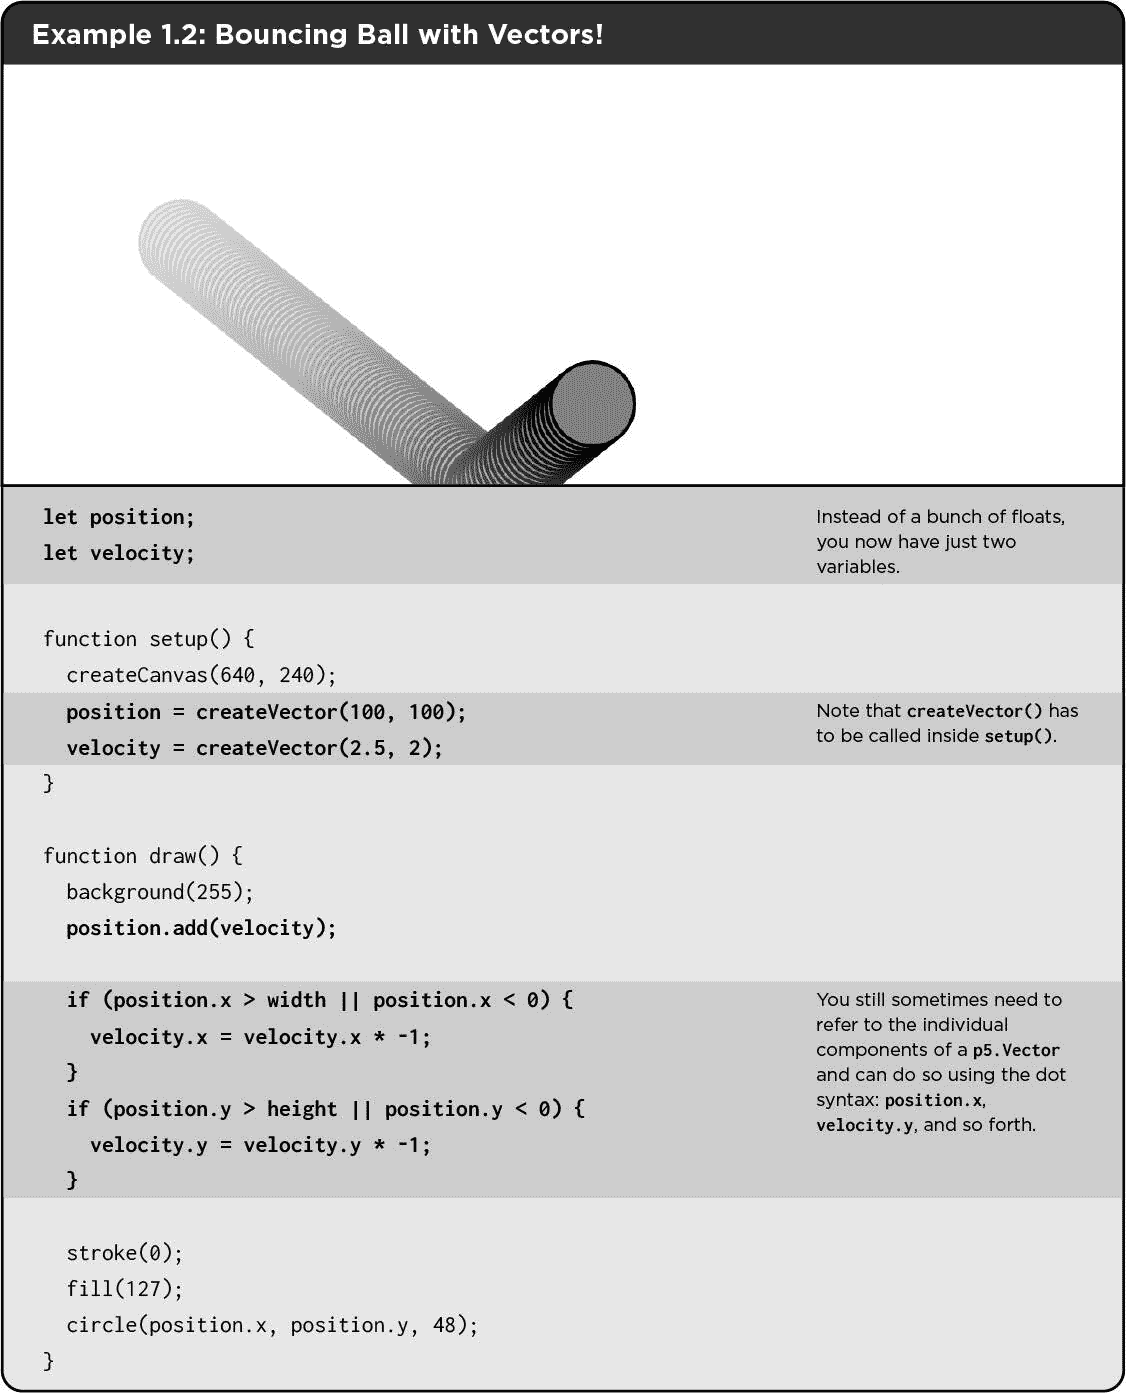 Example 1.2: Bouncing Ball with Vectors!
let position;
let velocity;
Instead of a bunch of floats,
you now have just two
variables.
function setup() {
  createCanvas(640, 240);
  position = createVector(100, 100);
  velocity = createVector(2.5, 2);
Note that createVector() has
to be called inside setup().
}
function draw() {
  background(255);
  position.add(velocity);
  if (position.x > width || position.x < 0) {
    velocity.x = velocity.x * -1;
  }
  if (position.y > height || position.y < 0) {
    velocity.y = velocity.y * -1;
  }
You still sometimes need to
refer to the individual
components of a p5.Vector
and can do so using the dot
syntax: position.x,
velocity.y, and so forth.
  stroke(0);
  fill(127);
  circle(position.x, position.y, 48);
}